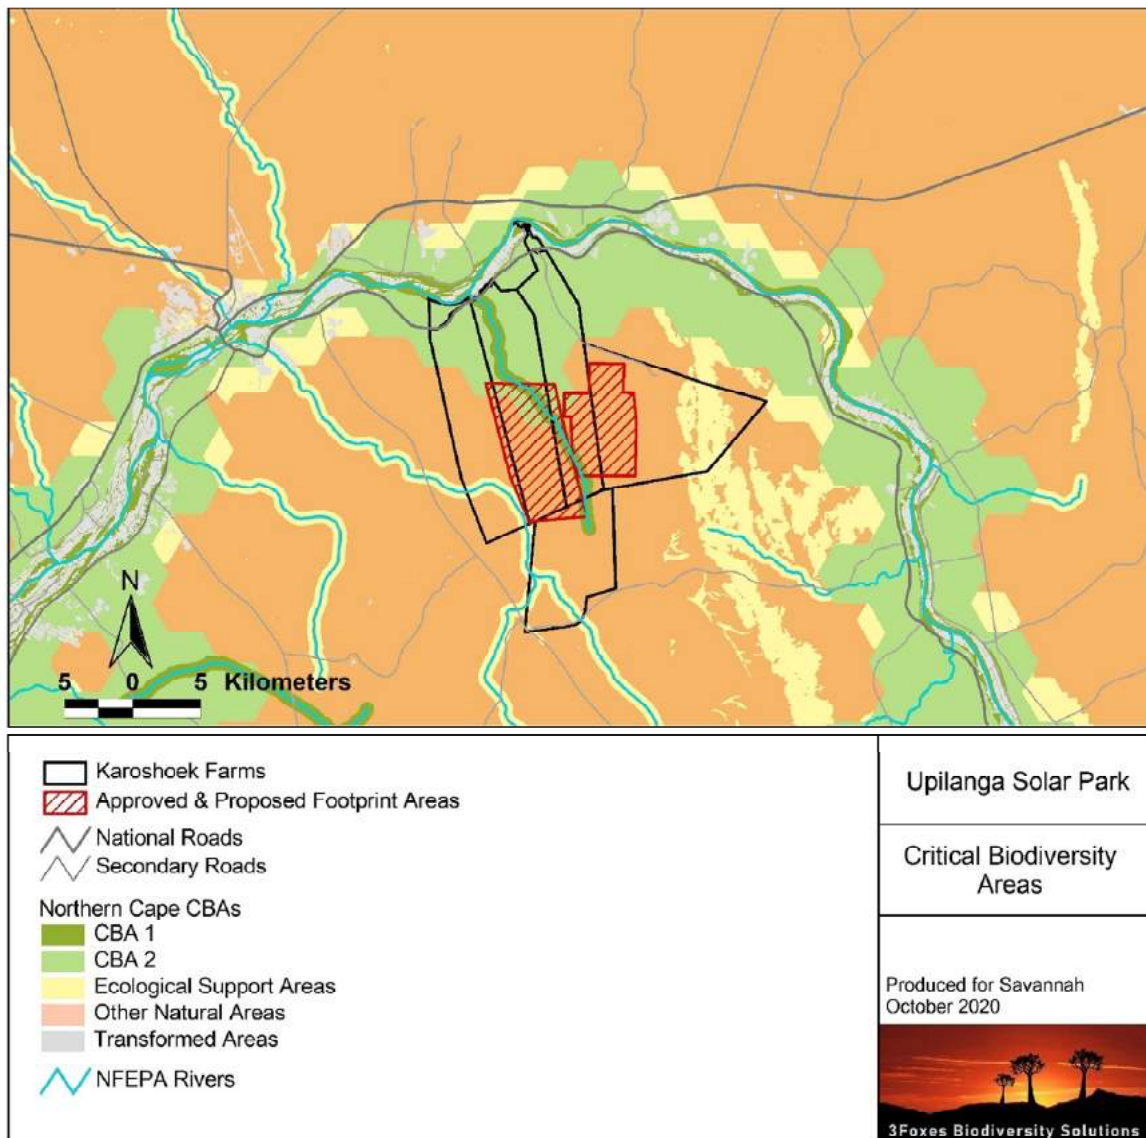 N
5 0 5 Kilometers
Karoshoek Farms
Approved & Proposed Footprint Areas
National Roads
Secondary Roads
Northern Cape CBAs
CBA 1
CBA 2
Ecological Support Areas
Other Natural Areas
Transformed Areas
NFEPA Rivers
Upilanga Solar Park
Critical Biodiversity
Areas
Produced for Savannah
October 2020
3Foxes Biodiversity Solutions